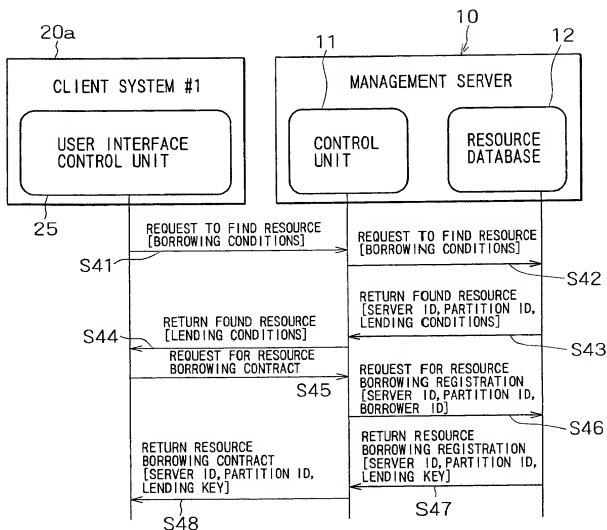 20a
10
11
12
CLIENT SYSTEM #1
MANAGEMENT SERVER
USER INTERFACE
CONTROL UNIT
CONTROL
UNIT
RESOURCE
DATABASE
25
REQUEST TO FIND RESOURCE
[BORROWING CONDITIONS]
S41
REQUEST TO FIND RESOURCE
[BORROWING CONDITIONS]
S42
RETURN FOUND RESOURCE
[SERVER ID, PARTITION ID,
LENDING CONDITIONS]
S43
RETURN FOUND RESOURCE
[LENDING CONDITIONS]
S44
REQUEST FOR RESOURCE
BORROWING CONTRACT
S45
REQUEST FOR RESOURCE
BORROWING REGISTRATION
[SERVER ID, PARTITION ID,
BORROWER ID]
S46
RETURN RESOURCE
BORROWING REGISTRATION
[SERVER ID, PARTITION ID,
LENDING KEY]
S47
RETURN RESOURCE
BORROWING CONTRACT
[SERVER ID, PARTITION ID,
LENDING KEY]
S48